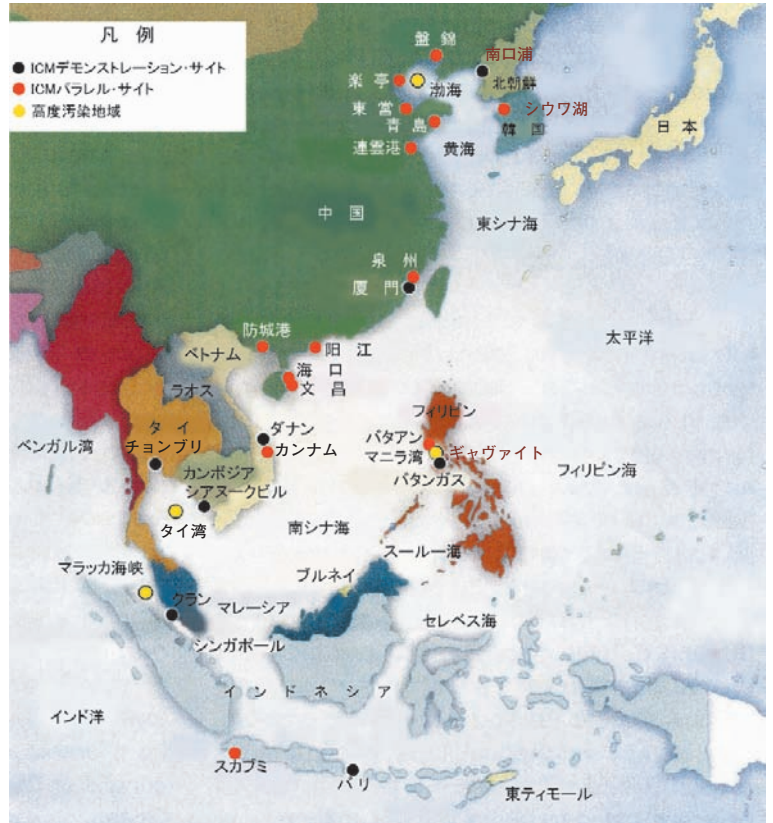 凡 例
ICMデモンストレーション・サイト
ICMパラレル・サイト
高度汚染地域
盤 錦
南口浦
楽 亭
渤海
北朝鮮
東 営
シウワ湖
青 島
韓 国
日 本
連雲港
黄海
中 国
東シナ海
泉 州
厦 門
太平洋
防城港
阳 江
ベトナム
海 口
文 昌
ラオス
フィリピン
タ イ
ダナン
バタアン
ベンガル湾
チョンブリ
カンナム
マニラ湾
ギャヴァイト
カンボジア
バタンガス
フィリピン海
シアヌークビル
タイ湾
南シナ海
スールー海
マラッカ海峡
ブルネイ
クラン
マレーシア
セレベス海
シンガポール
イ ン ド ネ シ ア
インド洋
スカブミ
バリ
東ティモール